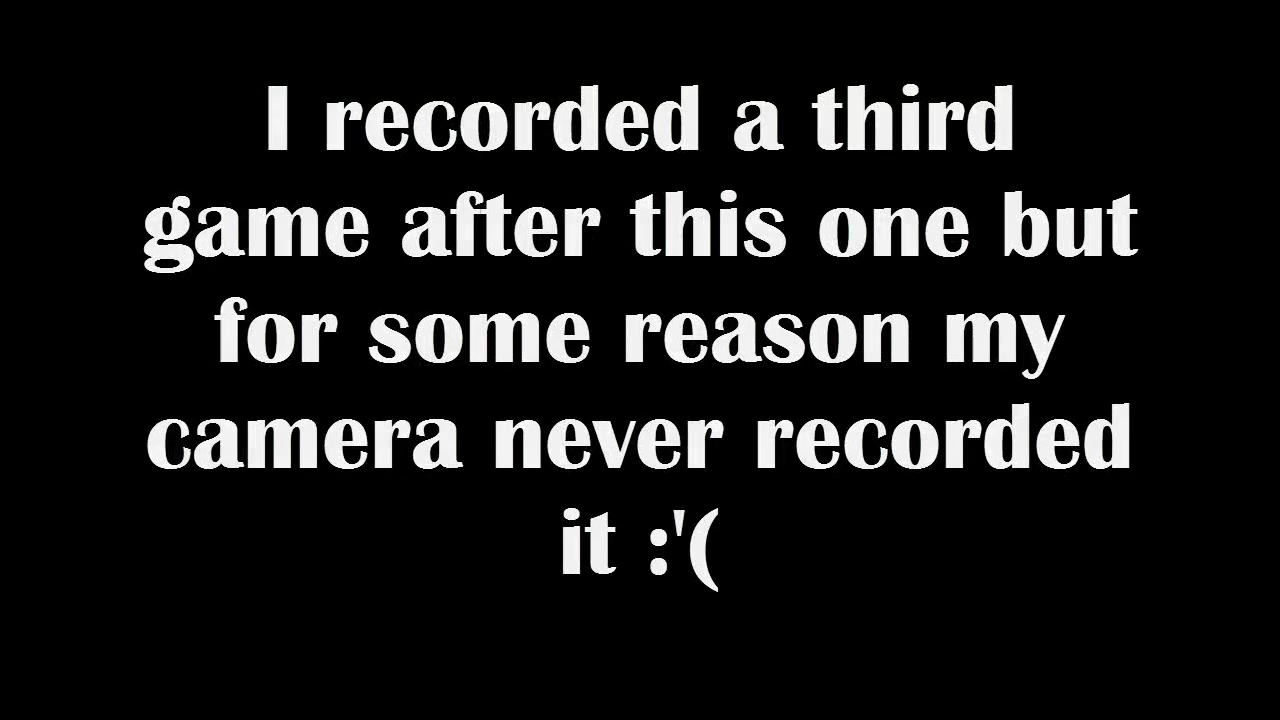 I recorded a third
game after this one but
for some reason my
camera never recorded
it :'(